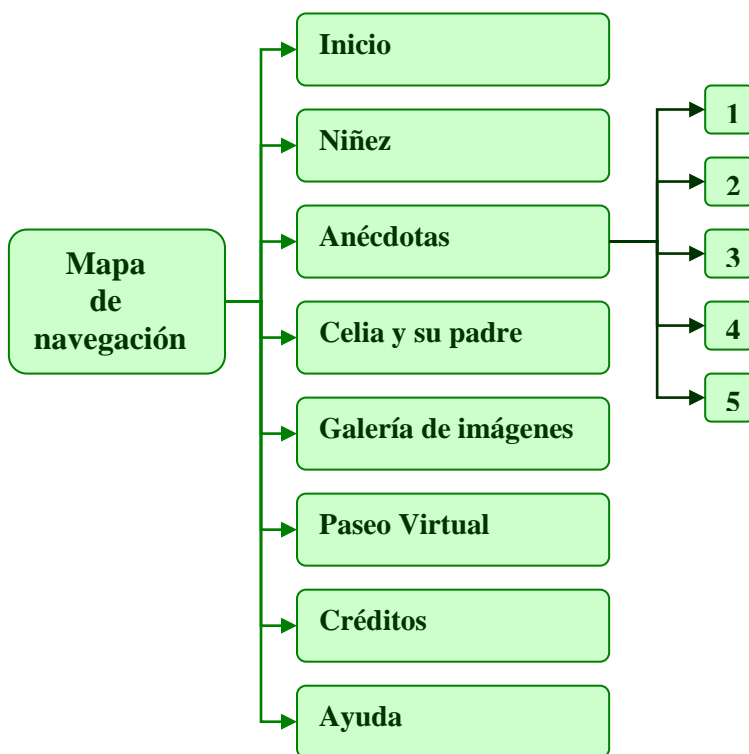 Mapa
de
navegación
Inicio
Niñez
Anécdotas
Celia y su padre
Galería de imágenes
Paseo Virtual
Créditos
Ayuda
1
2
3
4
5